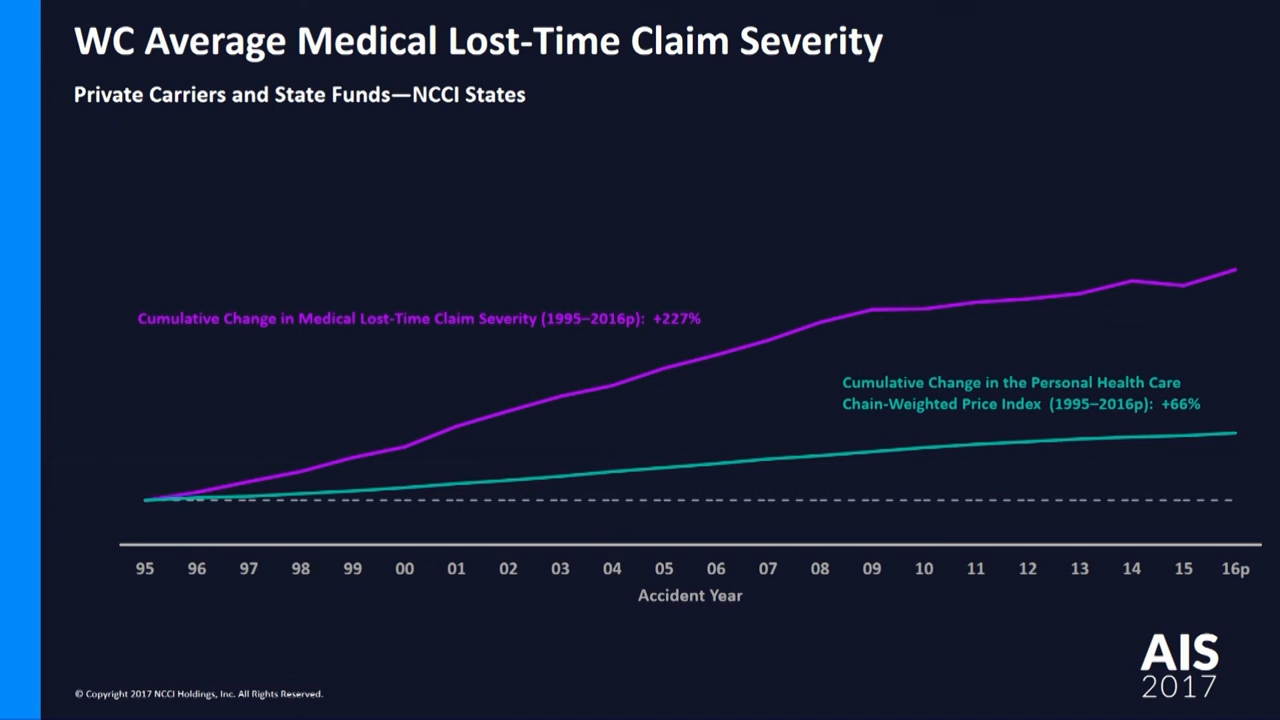 WC Average Medical Lost-Time Claim Severity
Private Carriers and State Funds—NCCI States
Cumulative Change in Medical Lost-Time Claim Severity (1995–2016p): +227%
Cumulative Change in the Personal Health Care
Chain-Weighted Price Index (1995–2016p): +66%
95 96 97 98 99 00 01 02 03 04 05 06 07 08 09 10 11 12 13 14 15 16p
Accident Year
AIS
2017
© Copyright 2017 NCCI Holdings, Inc. All Rights Reserved.